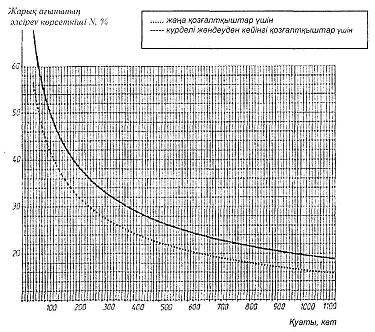 Жарық ағынының
әлсіреу көрсеткіші N, %
жаңа қозғалтқыштар үшін
күрделі жөндеуден кейінгі қозғалтқыштар үшін
60
50
40
30
20
100 200 300 400 500 600 700 800 900 1000 1100
Қуаты, квт